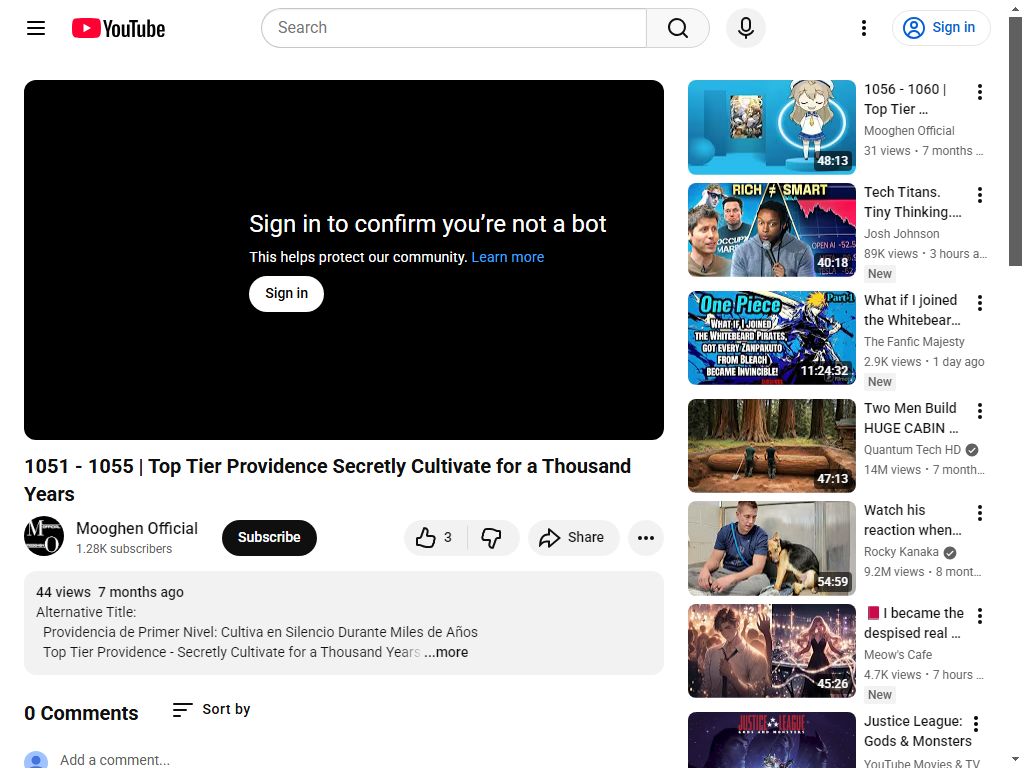 YouTube
Search
Sign in
Sign in to confirm you're not a bot
This helps protect our community. Learn more
Sign in
1051 - 1055 | Top Tier Providence Secretly Cultivate for a Thousand
Years
Mooghen Official
1.28K subscribers
Subscribe
3
Share
44 views 7 months ago
Alternative Title:
Providencia de Primer Nivel: Cultiva en Silencio Durante Miles de Años
Top Tier Providence - Secretly Cultivate for a Thousand Years ...more
0 Comments
Sort by
Add a comment...
48:13
1056 - 1060 |
Top Tier ...
Mooghen Official
31 views • 7 months ...
RICH ≠ SMART
40:18
Tech Titans.
Tiny Thinking....
Josh Johnson
89K views • 3 hours a...
New
One Piece
Part-1
What if I joined
the Whitebeard Pirates
got every Zanpakuto
from Bleach
became Invincible!
11:24:32
What if I joined
the Whitebear...
The Fanfic Majesty
2.9K views • 1 day ago
New
47:13
Two Men Build
HUGE CABIN ...
Quantum Tech HD
14M views • 7 month...
54:59
Watch his
reaction when...
Rocky Kanaka
9.2M views • 8 mont...
45:26
I became the
despised real ...
Meow's Cafe
4.7K views • 7 hours ...
New
JUSTICE LEAGUE
GODS AND MONSTERS
Justice League:
Gods & Monsters
YouTube Movies & TV